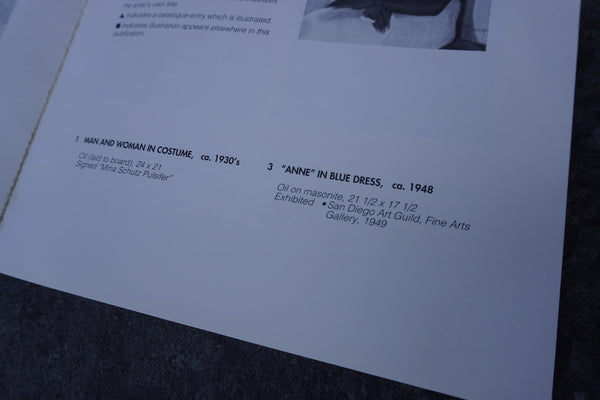 the artist's own title.
▲ indicates a catalogue entry which is illustrated.
■ indicates illustration appears elsewhere in this
publication.
1 MAN AND WOMAN IN COSTUME, ca. 1930's
Oil (laid to board), 24 x 21
Signed "Mina Schutz Pulsifer"
3 "ANNE" IN BLUE DRESS, ca. 1948
Oil on masonite, 21 1/2 x 17 1/2
Exhibited • San Diego Art Guild, Fine Arts
Gallery, 1949